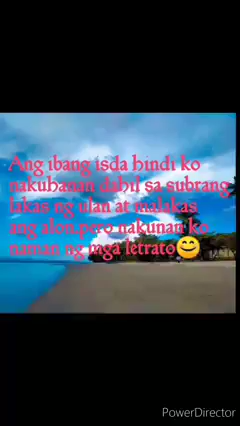 Ang ibang isda hindi ko
nakuhanan dahil sa subrang
lakas ng ulan at malakas
ang alon.pero nakunan ko
naman ng mga letrato😊
PowerDirector